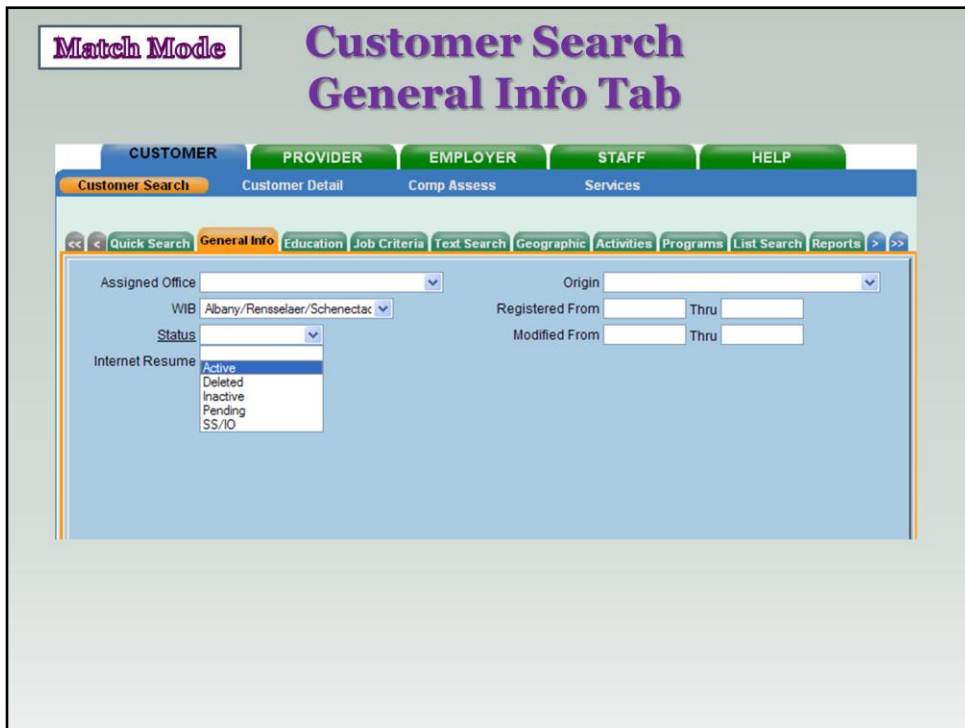 Match Mode
Customer Search
General Info Tab
CUSTOMER PROVIDER EMPLOYER STAFF HELP
Customer Search Customer Detail Comp Assess Services
<< < Quick Search General Info Education Job Criteria Text Search Geographic Activities Programs List Search Reports > >>
Assigned Office Origin
WIB Albany/Rensselaer/Schenectac Registered From Thru
Status Modified From Thru
Internet Resume
Active
Deleted
Inactive
Pending
SS/IO